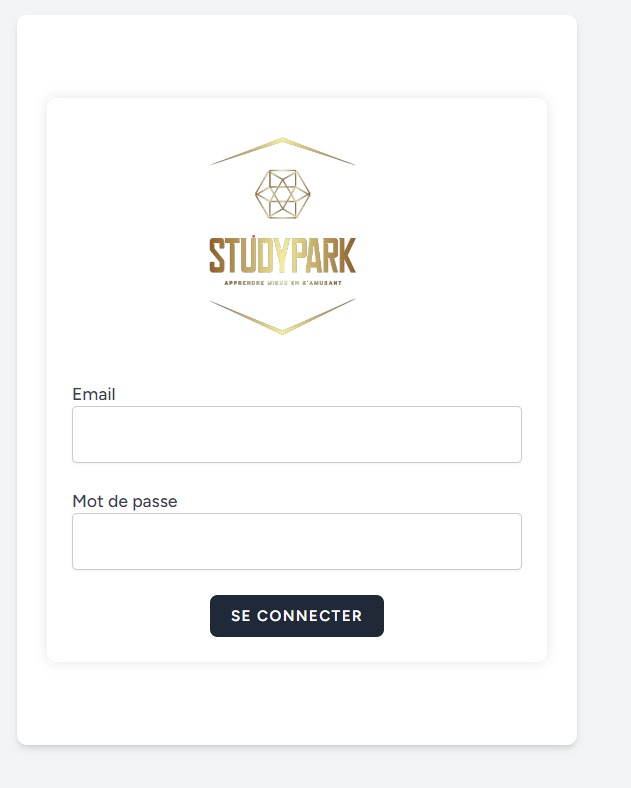 STUDYPARK
APPRENDRE MIEUX EN S'AMUSANT
Email
Mot de passe
SE CONNECTER